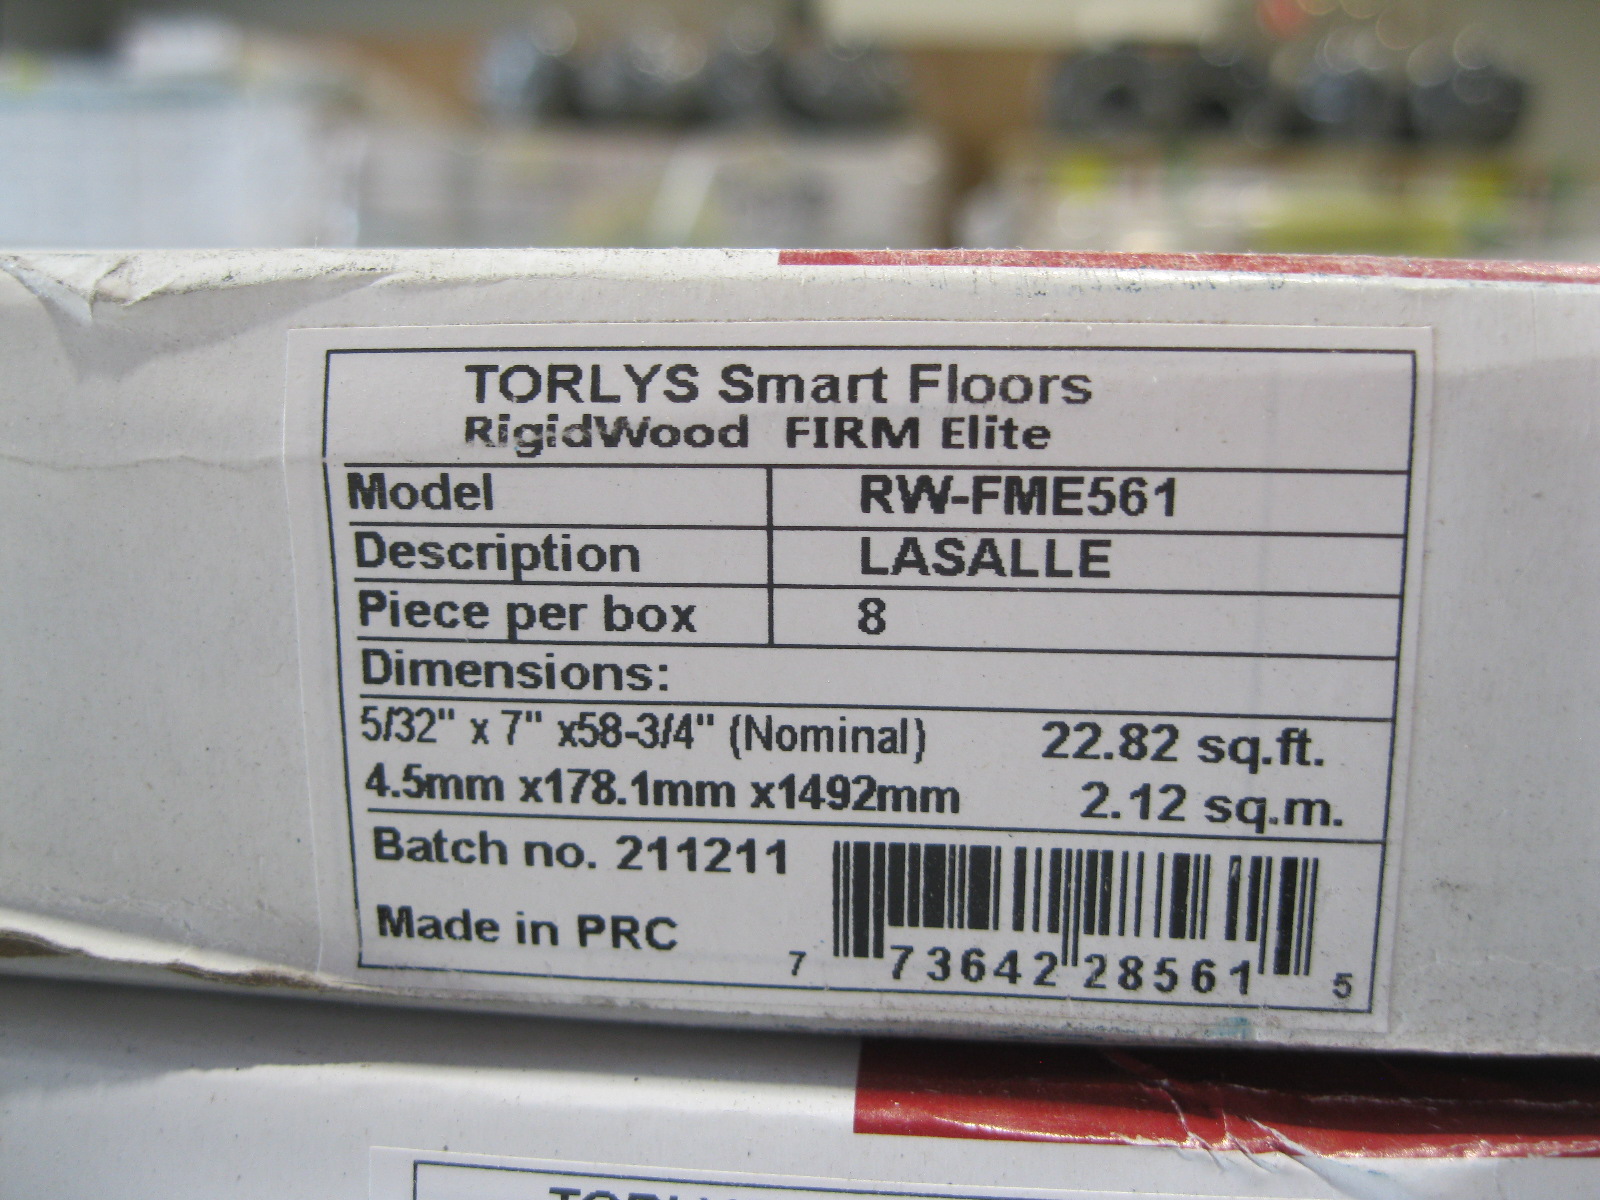 TORLYS Smart Floors
RigidWood FIRM Elite
Model RW-FME561
Description LASALLE
Piece per box 8
Dimensions:
5/32" x 7" x58-3/4" (Nominal) 22.82 sq.ft.
4.5mm x178.1mm x1492mm 2.12 sq.m.
Batch no. 211211
Made in PRC
7 73642 28561 5